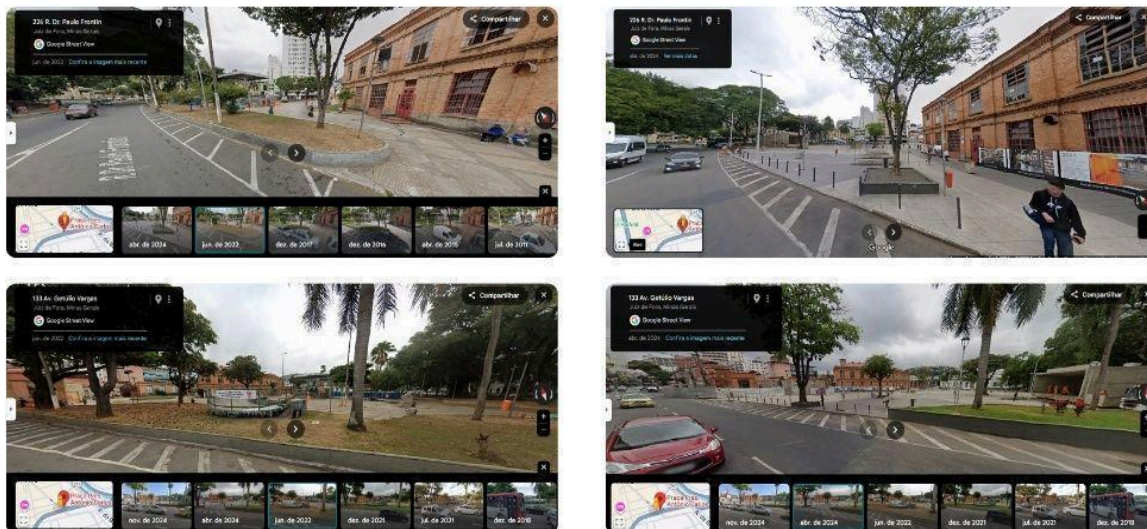 226 R. Dr. Paulo Frontin
Juiz de Fora, Minas Gerais
Google Street View
jun. de 2022 Confira a imagem mais recente
Compartilhar
abr. de 2024
jun. de 2022
dez. de 2017
dez. de 2016
abr. de 2015
jul. de 2011
226 R. Dr. Paulo Frontin
Juiz de Fora, Minas Gerais
Google Street View
abr. de 2024 Ver mais datas
Compartilhar
Google
133 Av. Getúlio Vargas
Juiz de Fora, Minas Gerais
Google Street View
jun. de 2022 Confira a imagem mais recente
Compartilhar
nov. de 2024
abr. de 2024
jun. de 2022
dez. de 2021
jul. de 2021
dez. de 2018
133 Av. Getúlio Vargas
Juiz de Fora, Minas Gerais
Google Street View
abr. de 2024 Confira a imagem mais recente
Compartilhar
nov. de 2024
abr. de 2024
jun. de 2022
dez. de 2021
jul. de 2021